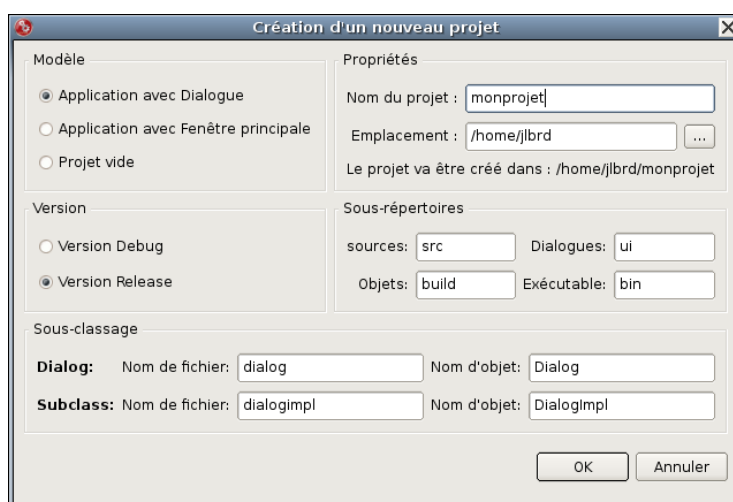 Création d'un nouveau projet
Modèle
Application avec Dialogue
Application avec Fenêtre principale
Projet vide
Propriétés
Nom du projet : monprojet
Emplacement : /home/jlbrd ...
Le projet va être créé dans : /home/jlbrd/monprojet
Version
Version Debug
Version Release
Sous-répertoires
sources: src Dialogues: ui
Objets: build Exécutable: bin
Sous-classage
Dialog: Nom de fichier: dialog Nom d'objet: Dialog
Subclass: Nom de fichier: dialogimpl Nom d'objet: DialogImpl
OK Annuler